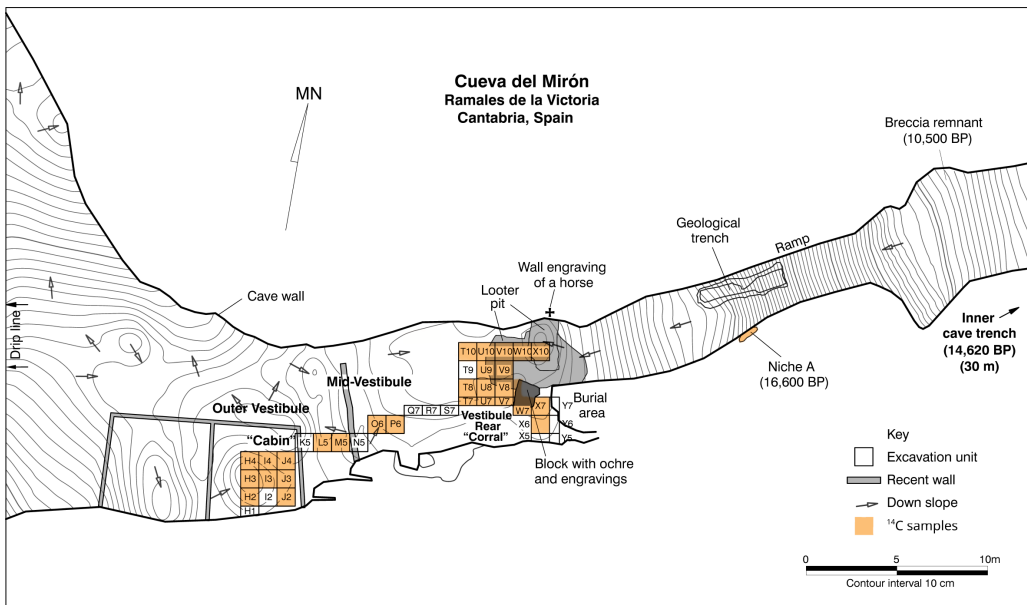 Cueva del Mirón
Ramales de la Victoria
Cantabria, Spain
MN
Breccia remnant
(10,500 BP)
Geological
trench
Ramp
Wall engraving
of a horse
Looter
pit
Cave wall
Drip line
Inner
cave trench
(14,620 BP)
(30 m)
Niche A
(16,600 BP)
Mid-Vestibule
Outer Vestibule
"Cabin"
Vestibule
Rear
"Corral"
Burial
area
Block with ochre
and engravings
T10 U10 V10 W10 X10
T9 U9 V9
T8 U8 V8
T7 U7 V7
W7 X7 Y7
X6 Y6
X5 Y5
Q7 R7 S7
O6 P6
K5 L5 M5 N5
H4 I4 J4
H3 I3 J3
H2 I2 J2
H1
Key
Excavation unit
Recent wall
Down slope
¹⁴C samples
0 5 10m
Contour interval 10 cm